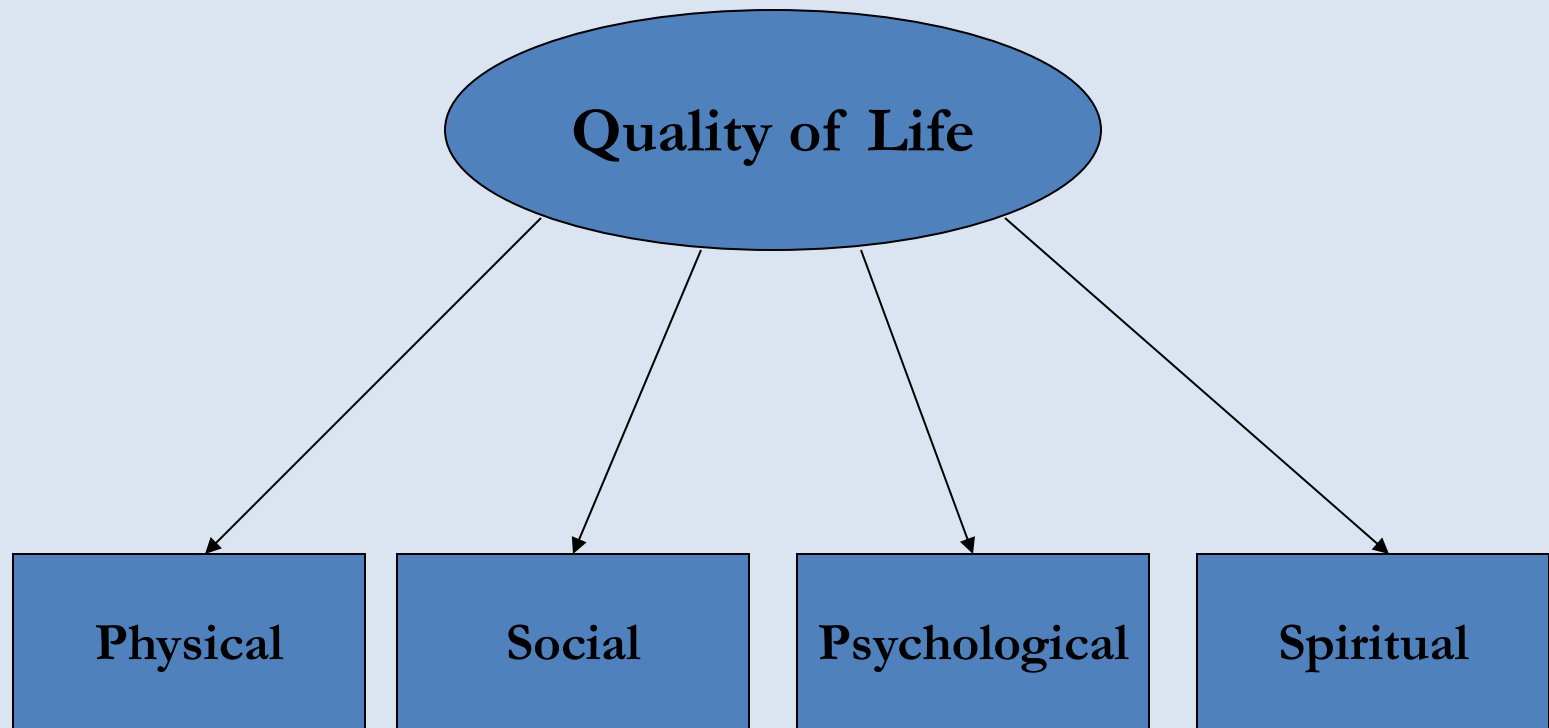 Quality of Life
Physical
Social
Psychological
Spiritual